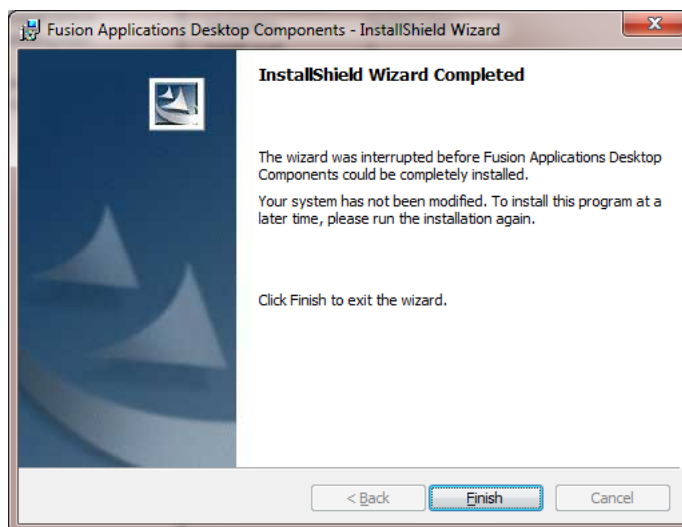 Fusion Applications Desktop Components - InstallShield Wizard
InstallShield Wizard Completed
The wizard was interrupted before Fusion Applications Desktop
Components could be completely installed.
Your system has not been modified. To install this program at a
later time, please run the installation again.
Click Finish to exit the wizard.
< Back
Finish
Cancel